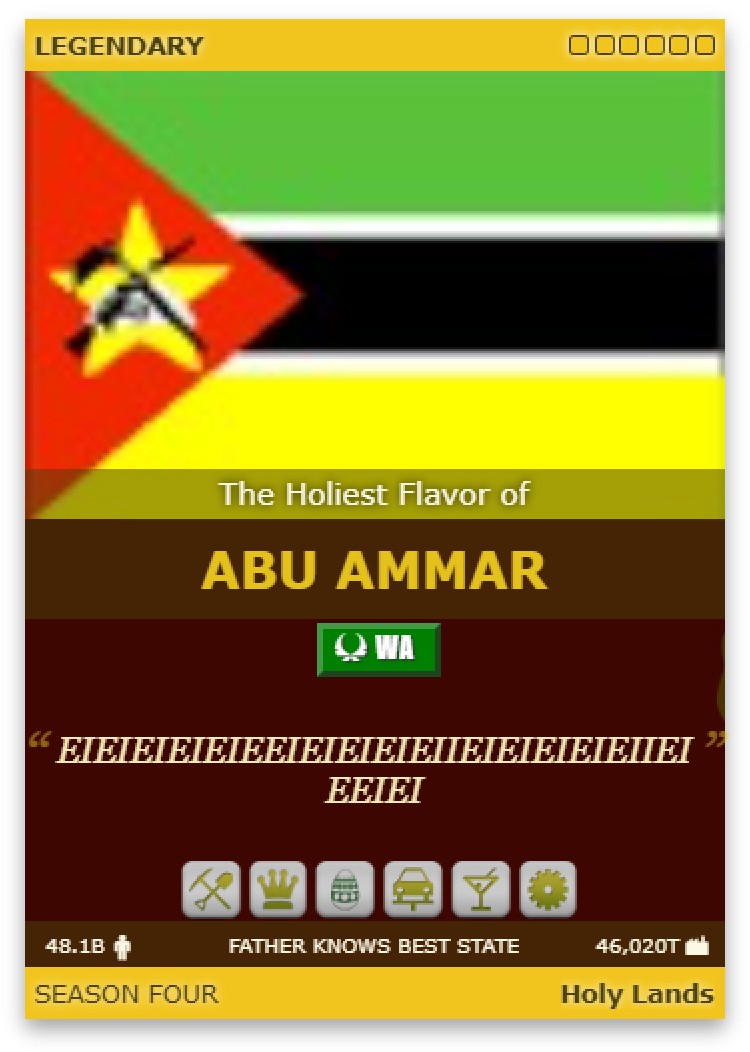 LEGENDARY
The Holiest Flavor of
ABU AMMAR
WA
“ EIEIEIEIEIEEIEIEIEIEIIEIEIEIEIEIIEI ”
EEIEI
48.1B FATHER KNOWS BEST STATE 46,020T
SEASON FOUR Holy Lands